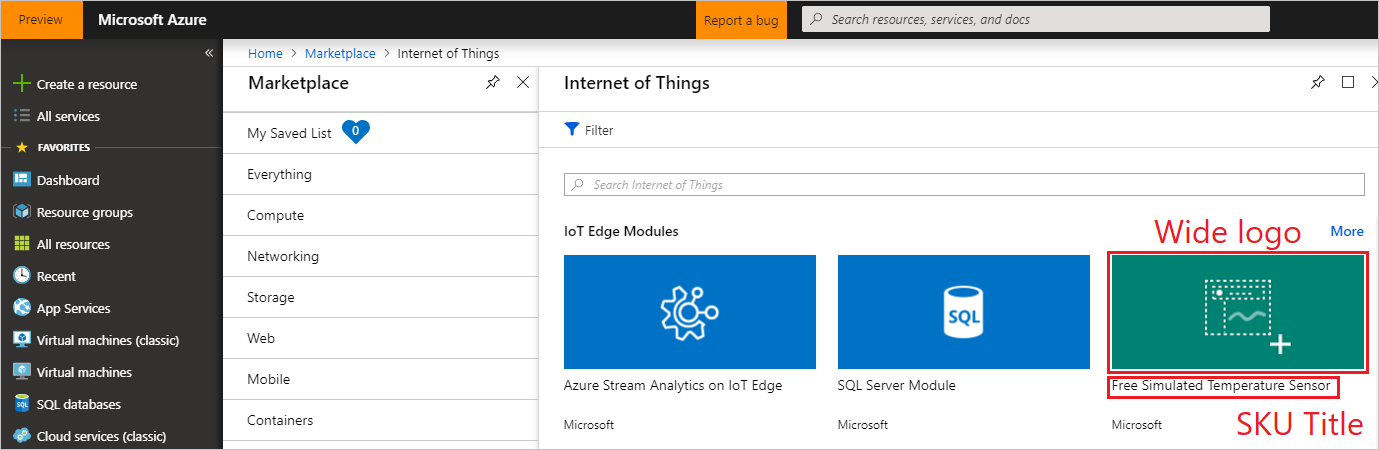 Preview
Microsoft Azure
Report a bug
Search resources, services, and docs
«
Create a resource
All services
FAVORITES
Dashboard
Resource groups
All resources
Recent
App Services
Virtual machines (classic)
Virtual machines
SQL databases
Cloud services (classic)
Home > Marketplace > Internet of Things
Marketplace
My Saved List 0
Everything
Compute
Networking
Storage
Web
Mobile
Containers
Internet of Things
Filter
Search Internet of Things
IoT Edge Modules
Wide logo
More
SQL
Azure Stream Analytics on IoT Edge
SQL Server Module
Free Simulated Temperature Sensor
Microsoft
Microsoft
Microsoft
SKU Title